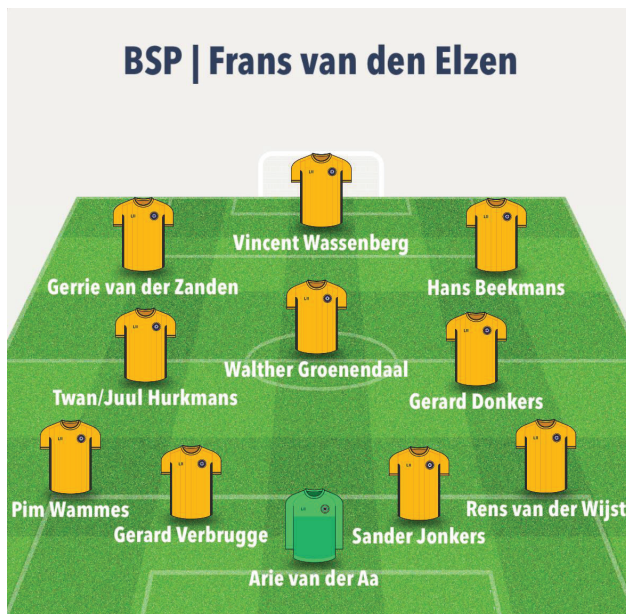 BSP | Frans van den Elzen
Vincent Wassenberg
Gerrie van der Zanden
Hans Beekmans
Walther Groenendaal
Twan/Juul Hurkmans
Gerard Donkers
Pim Wammes
Rens van der Wijst
Gerard Verbrugge
Sander Jonkers
Arie van der Aa